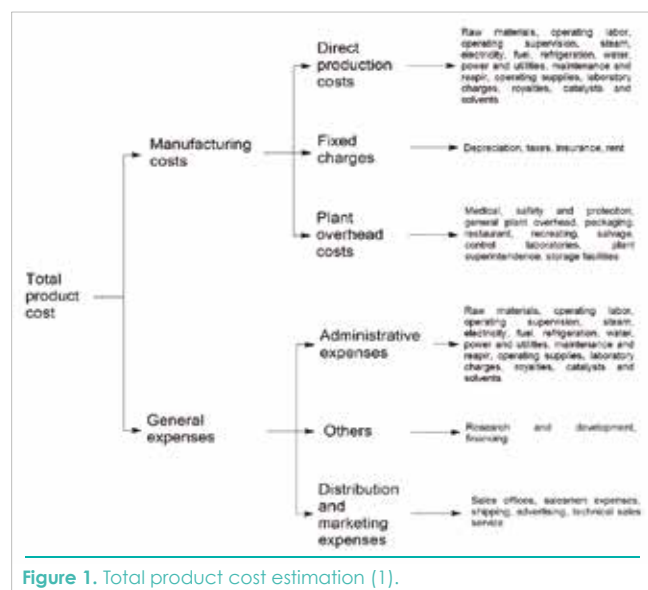 Total
product
cost
Manufacturing
costs
Direct
production
costs
Raw materials, operating labor,
operating supervision, steam,
electricity, fuel, refrigeration, water,
power and utilities, maintenance and
reapir, operating supplies, laboratory
charges, royalties, catalysts and
solvents
Fixed
charges
Depreciation, taxes, insurance, rent
Plant
overhead
costs
Medical, safety and protection,
general plant overhead, packaging,
restaurant, recreating, salvage,
control laboratories, plant
superintendence, storage facilities
General
expenses
Administrative
expenses
Raw materials, operating labor,
operating supervision, steam,
electricity, fuel, refrigeration, water,
power and utilities, maintenance and
reapir, operating supplies, laboratory
charges, royalties, catalysts and
solvents
Others
Research and development,
financing
Distribution
and
marketing
expenses
Sales offices, salesmen expenses,
shipping, advertising, technical sales
service
Figure 1. Total product cost estimation (1).